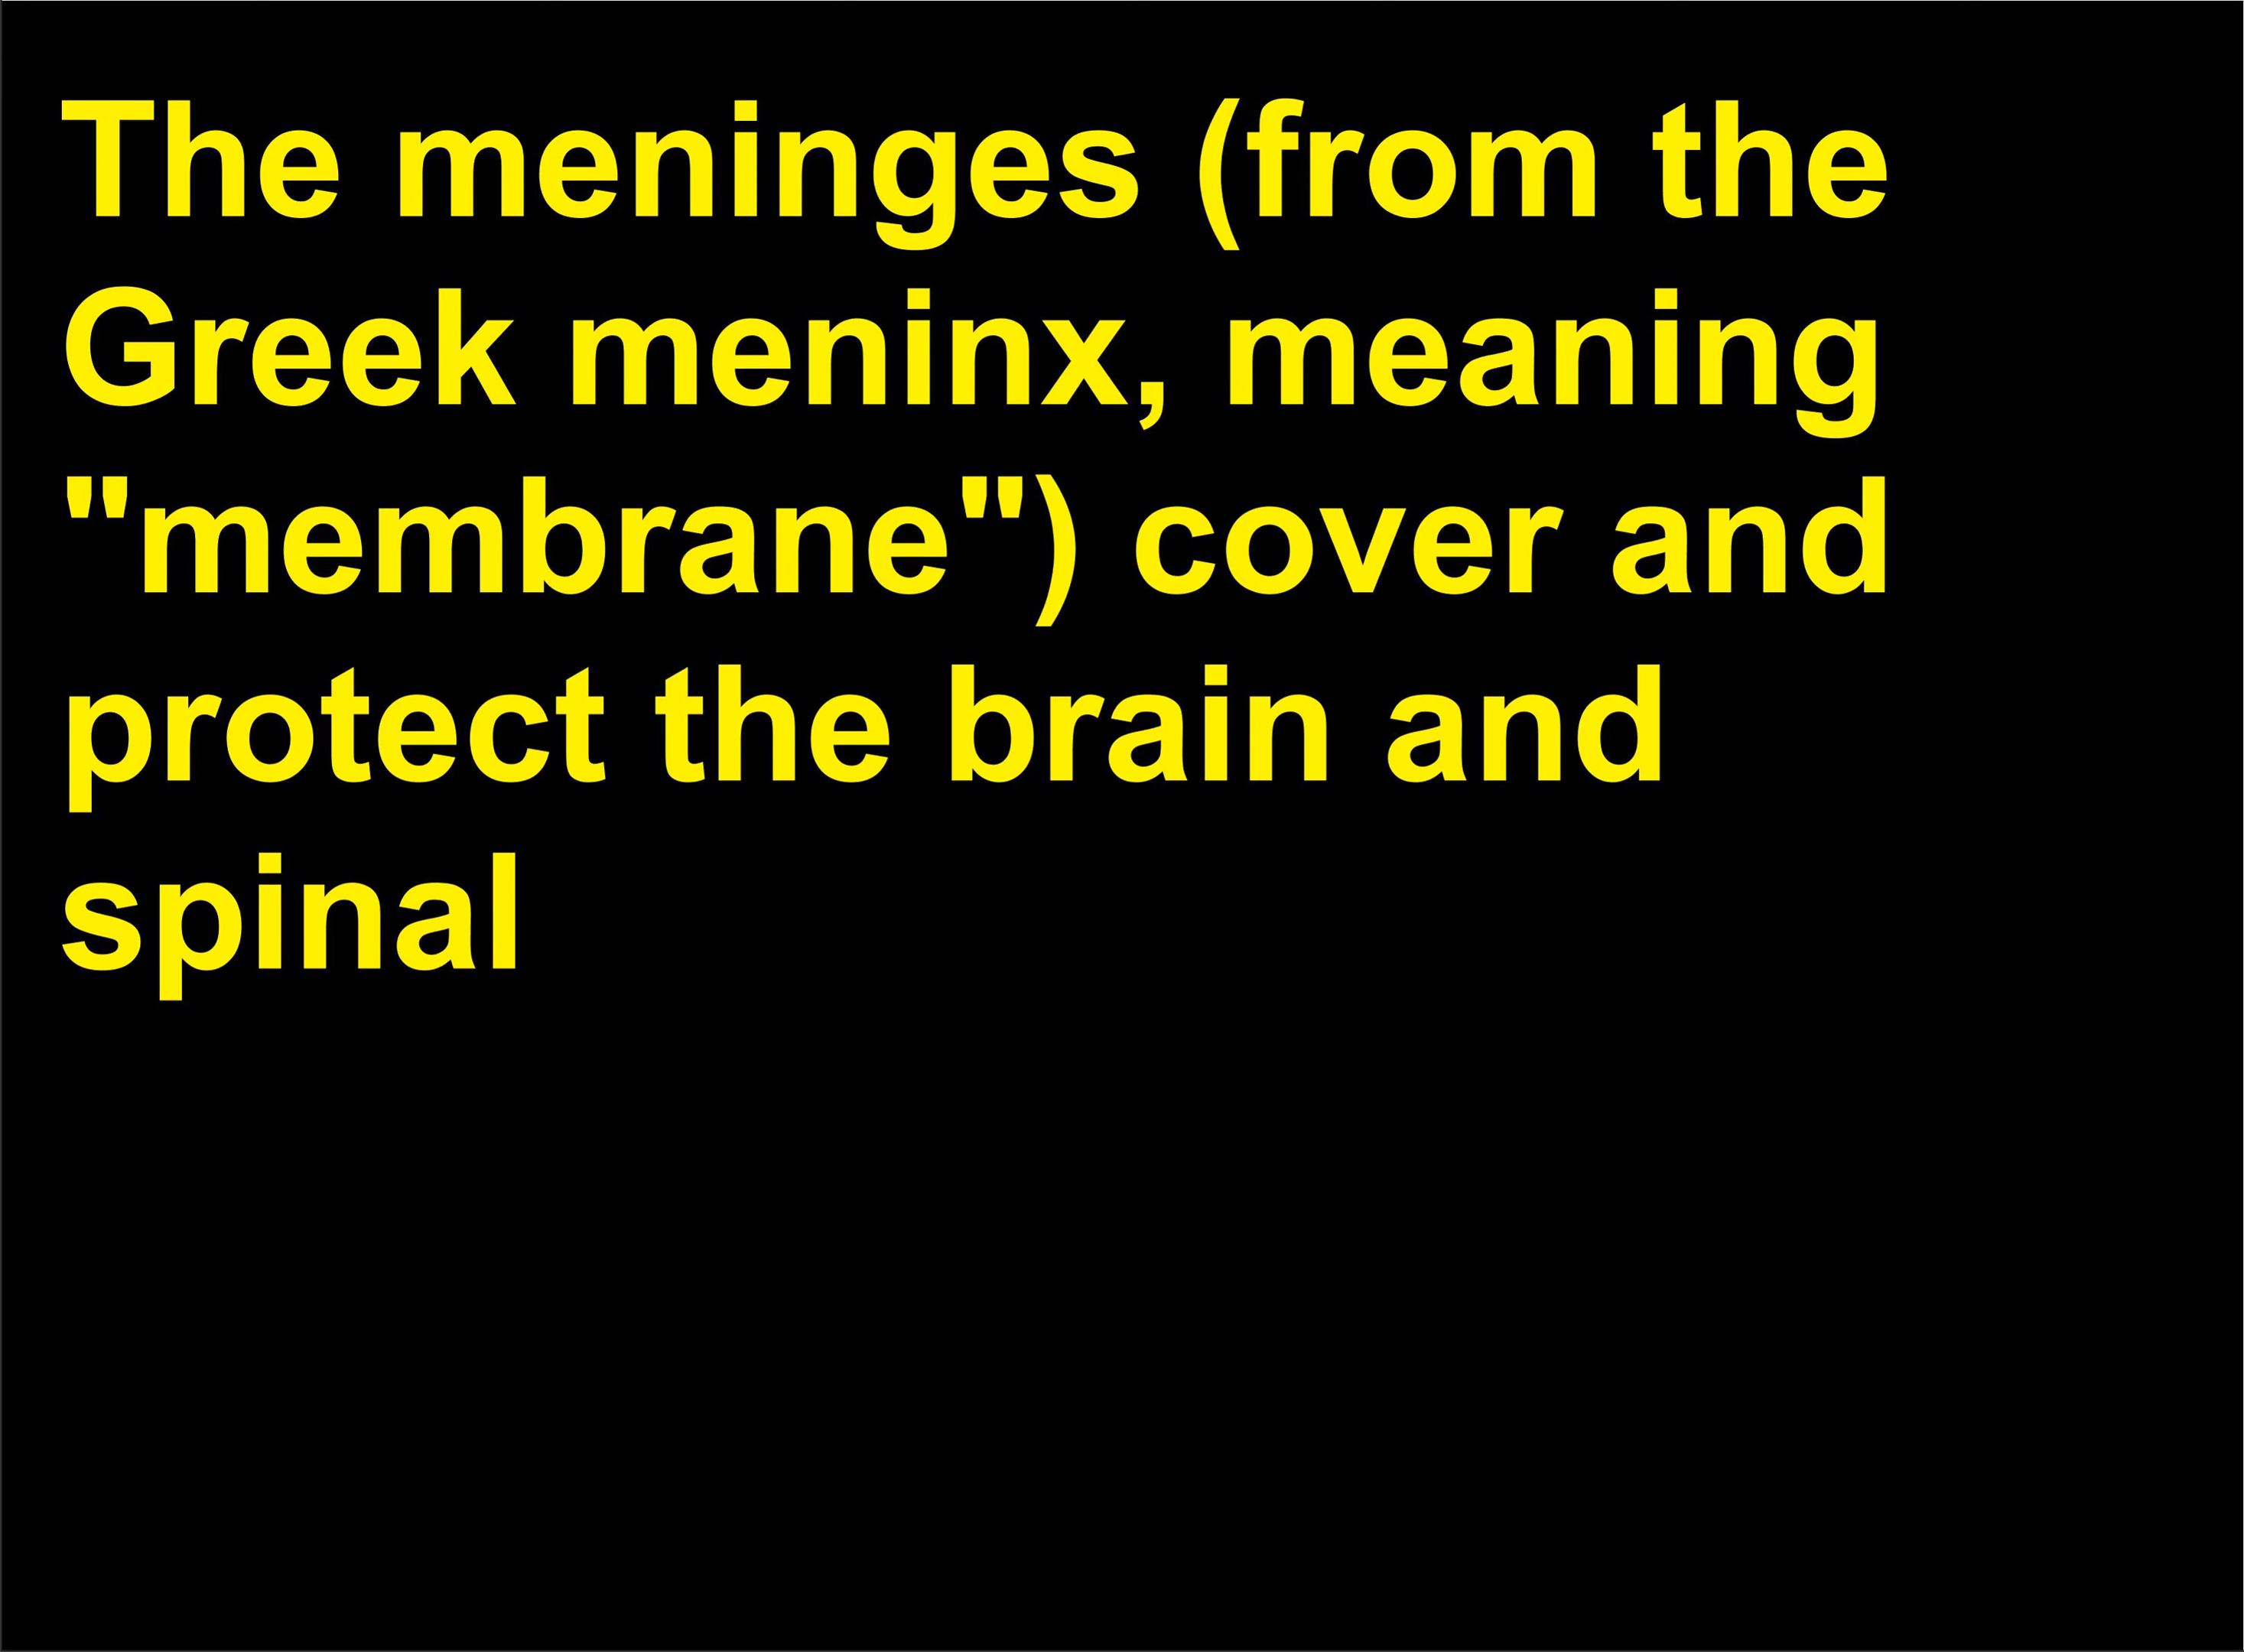 The meninges (from the
Greek meninx, meaning
"membrane") cover and
protect the brain and
spinal